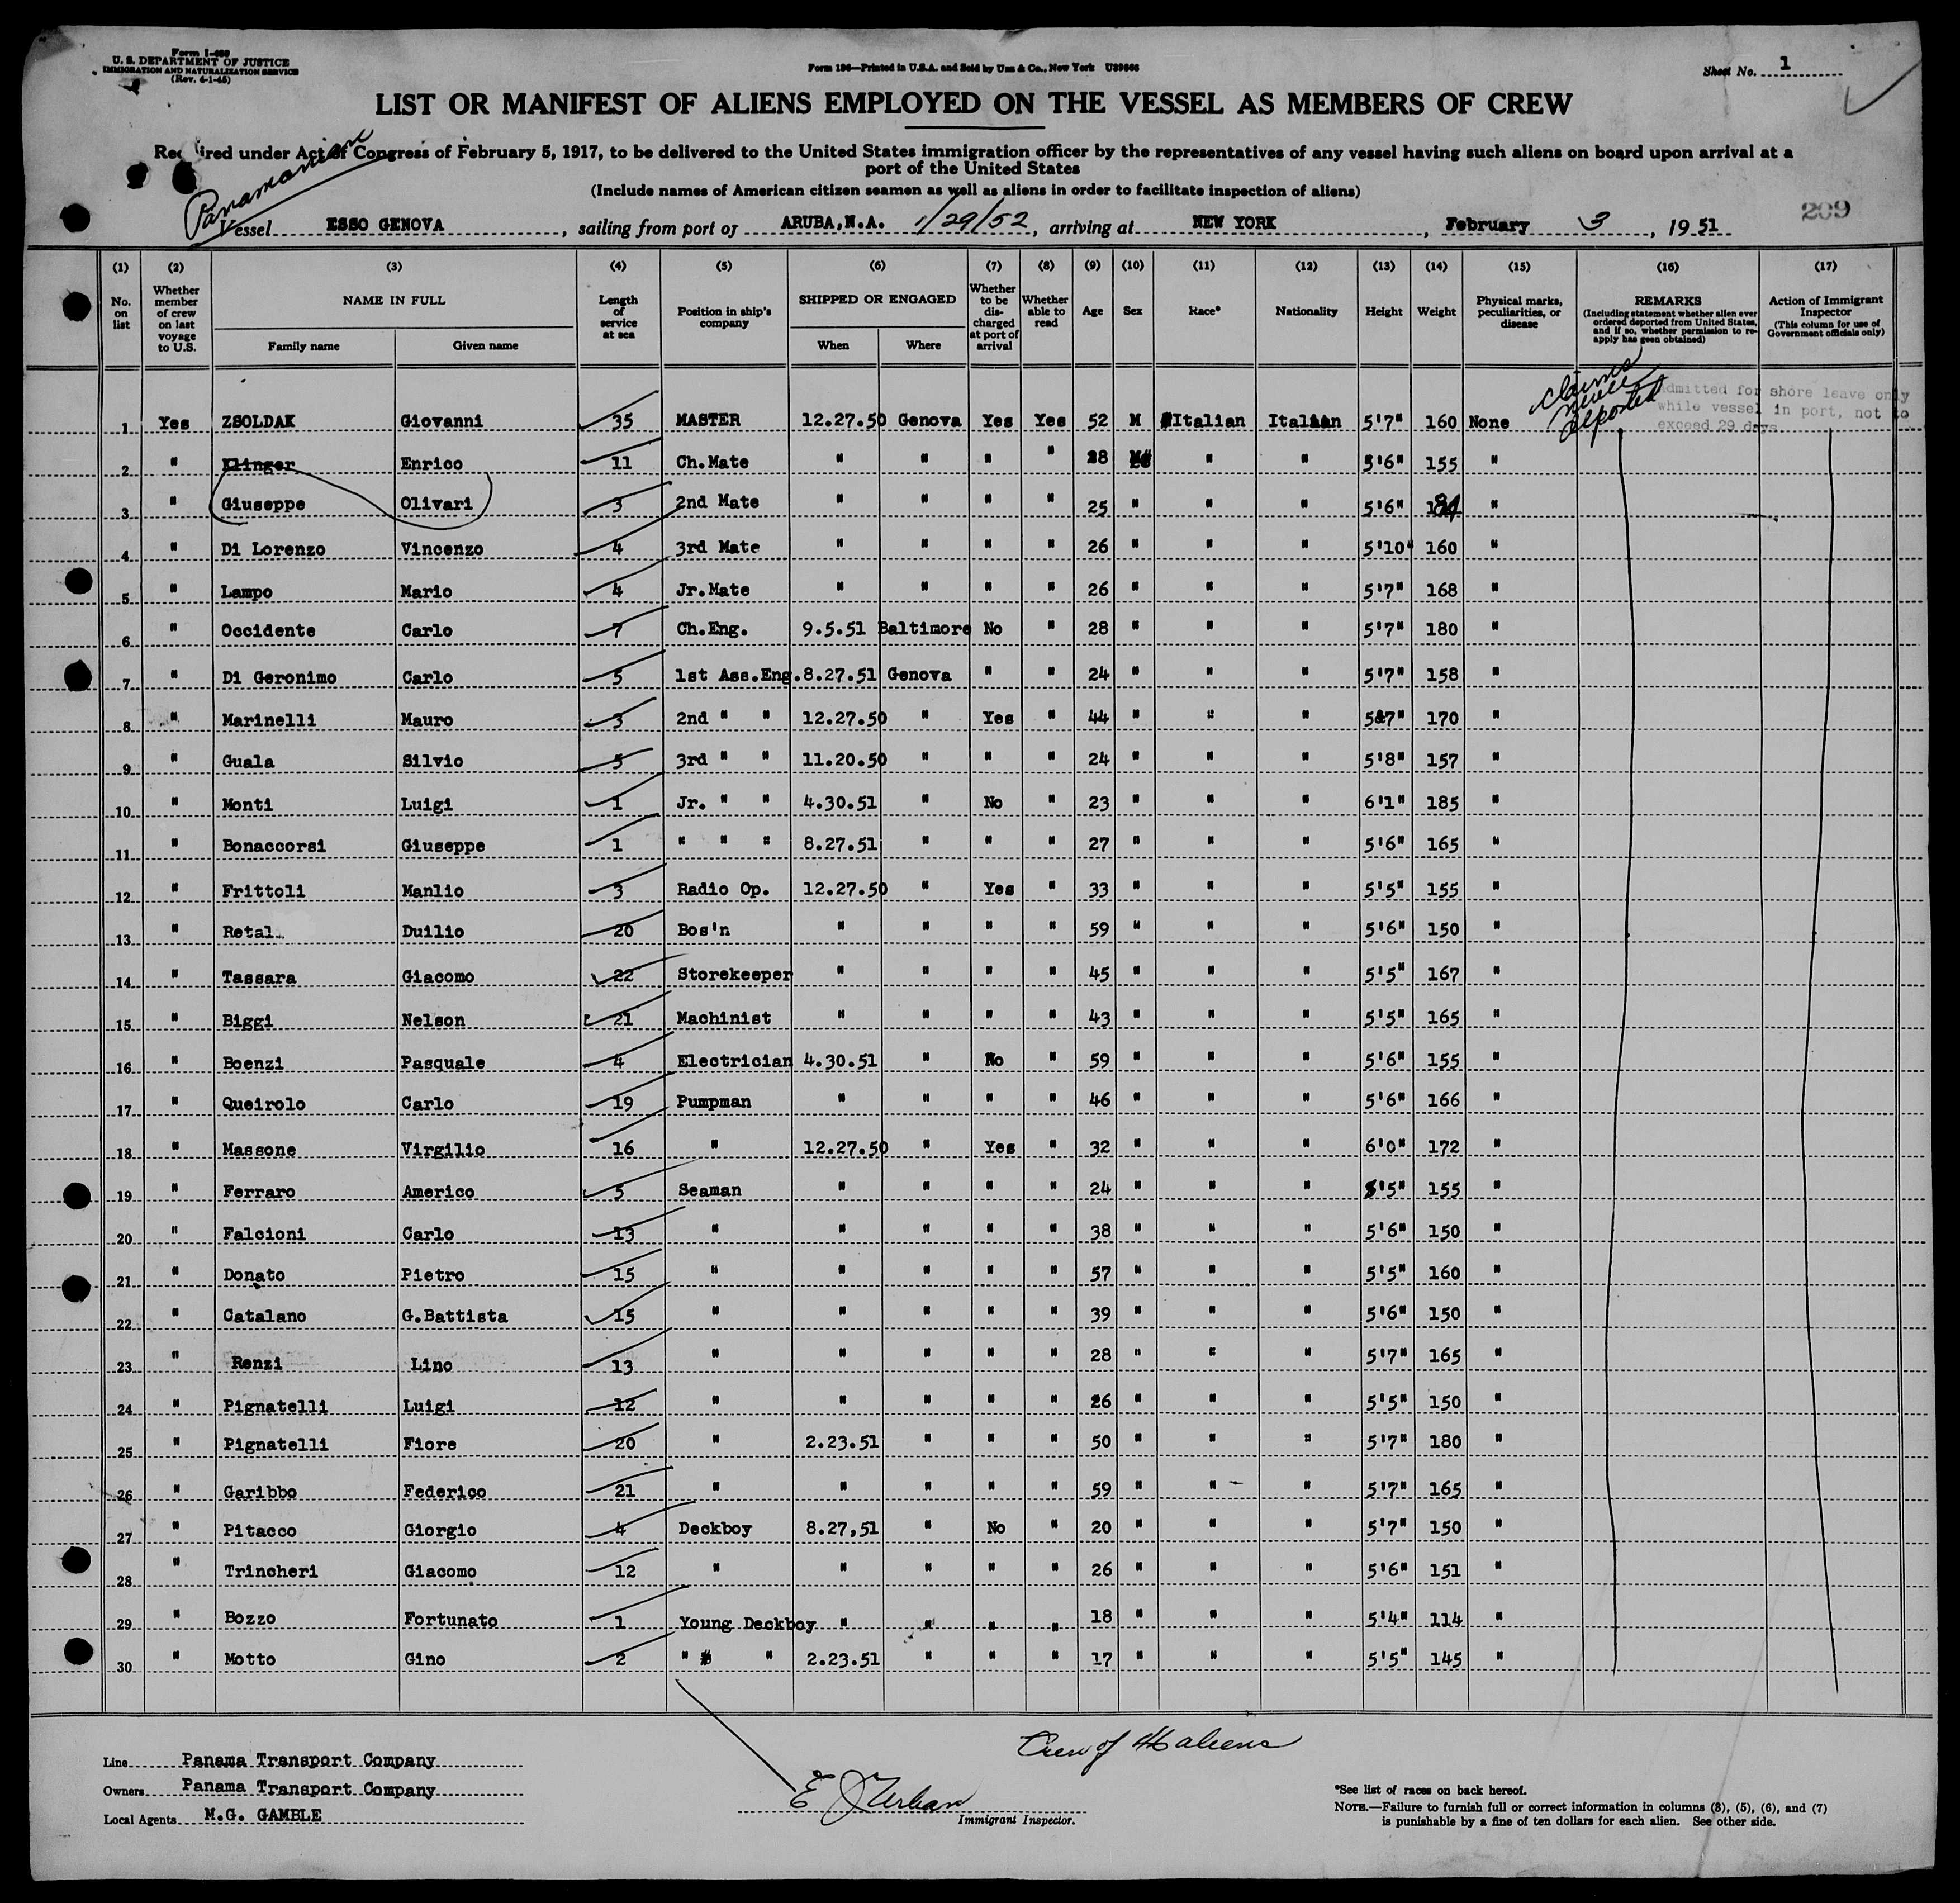 Form I-480
U. S. DEPARTMENT OF JUSTICE
IMMIGRATION AND NATURALIZATION SERVICE
(Rev. 4-1-45)
Form 186—Printed in U.S.A. and Sold by Unz & Co., New York
Sheet No. 1
LIST OR MANIFEST OF ALIENS EMPLOYED ON THE VESSEL AS MEMBERS OF CREW
Required under Act of Congress of February 5, 1917, to be delivered to the United States immigration officer by the representatives of any vessel having such aliens on board upon arrival at a
port of the United States
(Include names of American citizen seamen as well as aliens in order to facilitate inspection of aliens)
Panamanian
209
Vessel ESSO GENOVA, sailing from port of ARUBA,N.A. 1/29/52, arriving at NEW YORK, February 3, 1951
(1) (2) (3) (4) (5) (6) (7) (8) (9) (10) (11) (12) (13) (14) (15) (16) (17)
No. on list
Whether member of crew on last voyage to U.S.
NAME IN FULL
Family name Given name
Length of service at sea
Position in ship's company
SHIPPED OR ENGAGED
When Where
Whether to be discharged at port of arrival
Whether able to read
Age
Sex
Race*
Nationality
Height
Weight
Physical marks, peculiarities, or disease
REMARKS
(Including statement whether alien ever ordered deported from United States, and if so, whether permission to re-apply has been obtained)
Action of Immigrant Inspector
(This column for use of Government officials only)
claims never deported
admitted for shore leave only
while vessel in port, not to
exceed 29 days
1 Yes ZSOLDAK Giovanni 35 MASTER 12.27.50 Genova Yes Yes 52 M Italian Italian 5'7" 160 None
2 " Klinger Enrico 11 Ch.Mate " " " " 28 M " " 5'6" 155 "
3 " Giuseppe Olivari 3 2nd Mate " " " " 25 " " " 5'6" 184 "
4 " Di Lorenzo Vincenzo 4 3rd Mate " " " " 26 " " " 5'10" 160 "
5 " Lampo Mario 4 Jr.Mate " " " " 26 " " " 5'7" 168 "
6 " Occidente Carlo 7 Ch.Eng. 9.5.51 Baltimore No " 28 " " " 5'7" 180 "
7 " Di Geronimo Carlo 5 1st Ass.Eng. 8.27.51 Genova " " 24 " " " 5'7" 158 "
8 " Marinelli Mauro 3 2nd " " 12.27.50 " Yes " 44 " " " 5&7" 170 "
9 " Guala Silvio 5 3rd " " 11.20.50 " " " 24 " " " 5'8" 157 "
10 " Monti Luigi 1 Jr. " " 4.30.51 " No " 23 " " " 6'1" 185 "
11 " Bonaccorsi Giuseppe 1 " " " 8.27.51 " " " 27 " " " 5'6" 165 "
12 " Frittoli Manlio 3 Radio Op. 12.27.50 " Yes " 33 " " " 5'5" 155 "
13 " Retal Duilio 20 Bos'n " " " " 59 " " " 5'6" 150 "
14 " Tassara Giacomo 22 Storekeeper " " " " 45 " " " 5'5" 167 "
15 " Biggi Nelson 21 Machinist " " " " 43 " " " 5'5" 165 "
16 " Boenzi Pasquale 4 Electrician 4.30.51 " No " 59 " " " 5'6" 155 "
17 " Queirolo Carlo 19 Pumpman " " " " 46 " " " 5'6" 166 "
18 " Massone Virgilio 16 " 12.27.50 " Yes " 32 " " " 6'0" 172 "
19 " Ferraro Americo 5 Seaman " " " " 24 " " " 5'5" 155 "
20 " Falcioni Carlo 13 " " " " " 38 " " " 5'6" 150 "
21 " Donato Pietro 15 " " " " " 57 " " " 5'5" 160 "
22 " Catalano G.Battista 15 " " " " " 39 " " " 5'6" 150 "
23 " Renzi Lino 13 " " " " " 28 " " " 5'7" 165 "
24 " Pignatelli Luigi 12 " " " " " 26 " " " 5'5" 150 "
25 " Pignatelli Fiore 20 " 2.23.51 " " " 50 " " " 5'7" 180 "
26 " Garibbo Federico 21 " " " " " 59 " " " 5'7" 165 "
27 " Pitacco Giorgio 4 Deckboy 8.27,51 " No " 20 " " " 5'7" 150 "
28 " Trincheri Giacomo 12 " " " " " 26 " " " 5'6" 151 "
29 " Bozzo Fortunato 1 Young Deckboy " " " " 18 " " " 5'4" 114 "
30 " Motto Gino 2 " " 2.23.51 " " " 17 " " " 5'5" 145 "
Crew of 44 aliens
Line Panama Transport Company
Owners Panama Transport Company
Local Agents M.G. GAMBLE
E J Urban
Immigrant Inspector.
*See list of races on back hereof.
NOTE.—Failure to furnish full or correct information in columns (3), (5), (6), and (7)
is punishable by a fine of ten dollars for each alien. See other side.